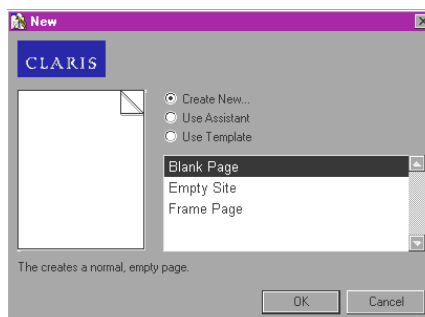 New
CLARIS
Create New...
Use Assistant
Use Template
Blank Page
Empty Site
Frame Page
The creates a normal, empty page.
OK
Cancel